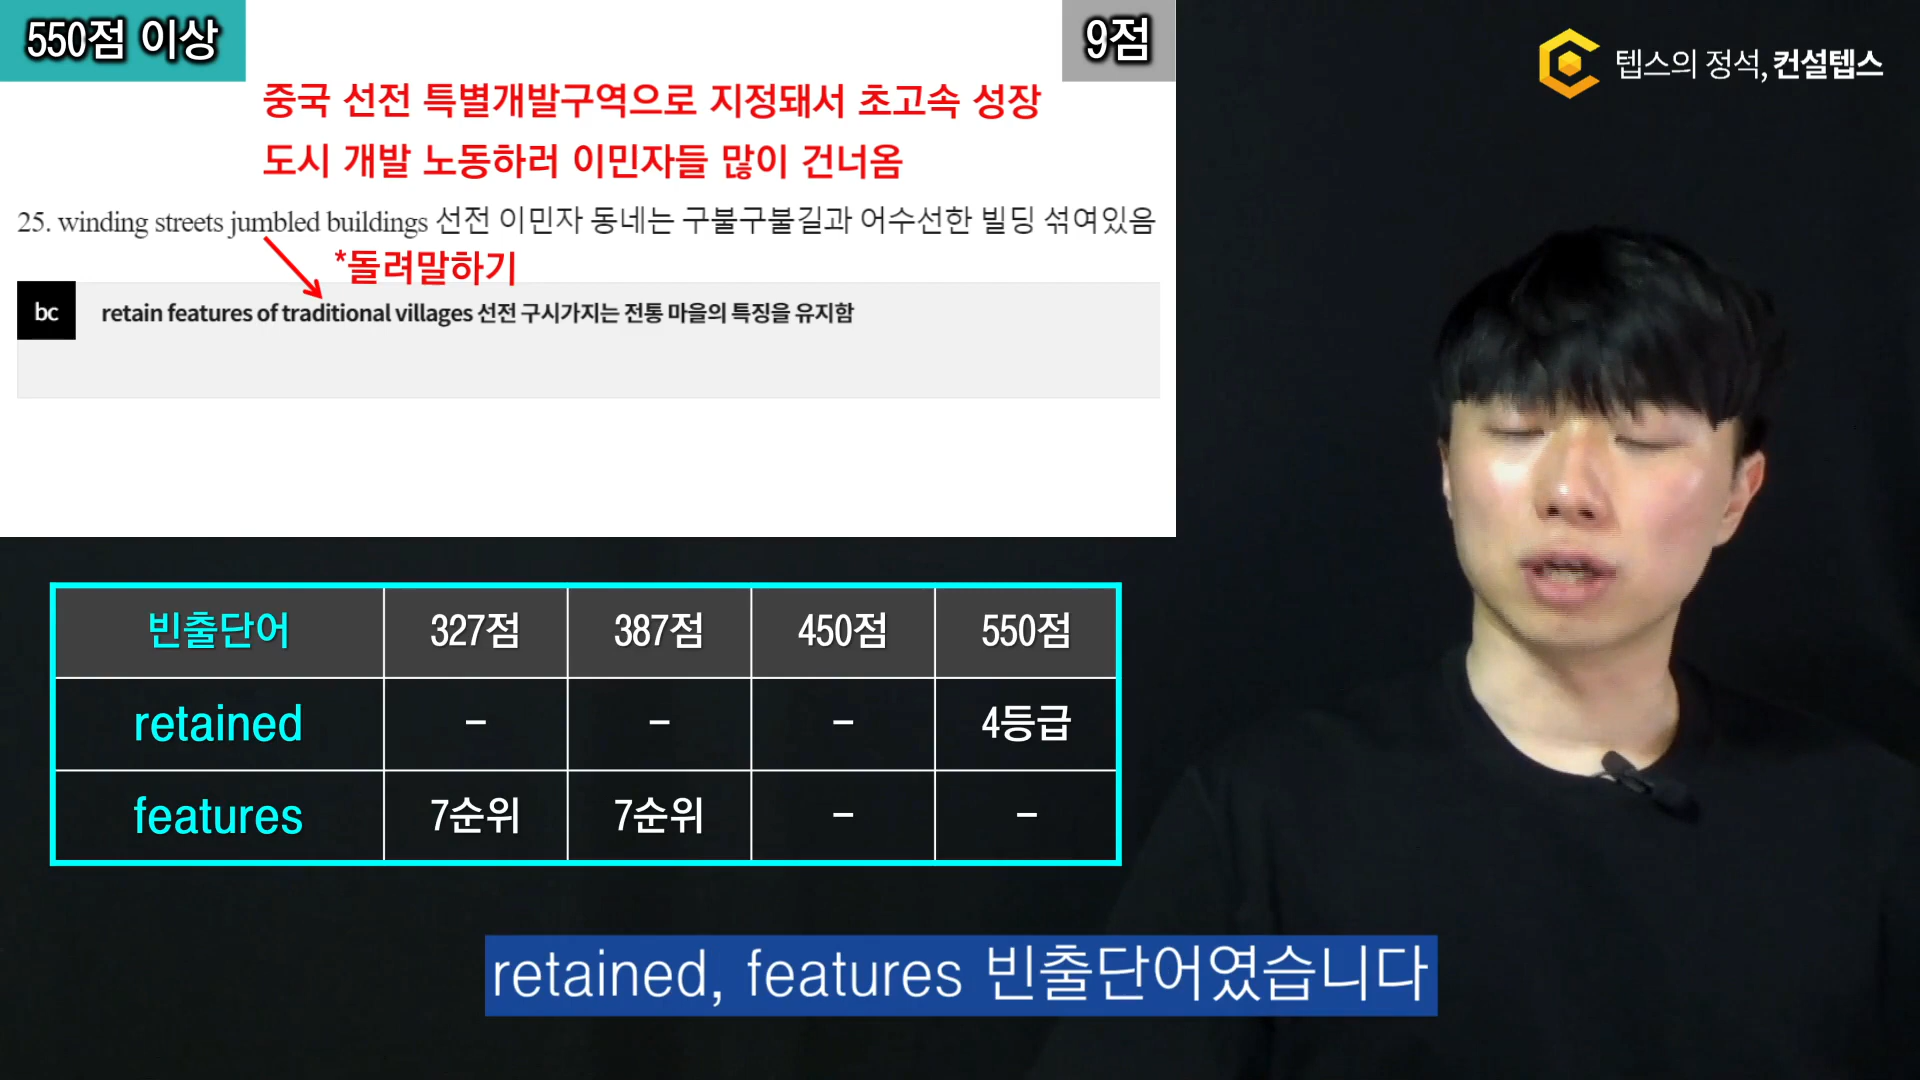 550점 이상
9점
텝스의 정석, 컨설텝스
중국 선전 특별개발구역으로 지정돼서 초고속 성장
도시 개발 노동하러 이민자들 많이 건너옴
25. winding streets jumbled buildings 선전 이민자 동네는 구불구불길과 어수선한 빌딩 섞여있음
*돌려말하기
bc retain features of traditional villages 선전 구시가지는 전통 마을의 특징을 유지함
빈출단어 327점 387점 450점 550점
retained - - - 4등급
features 7순위 7순위 - -
retained, features 빈출단어였습니다